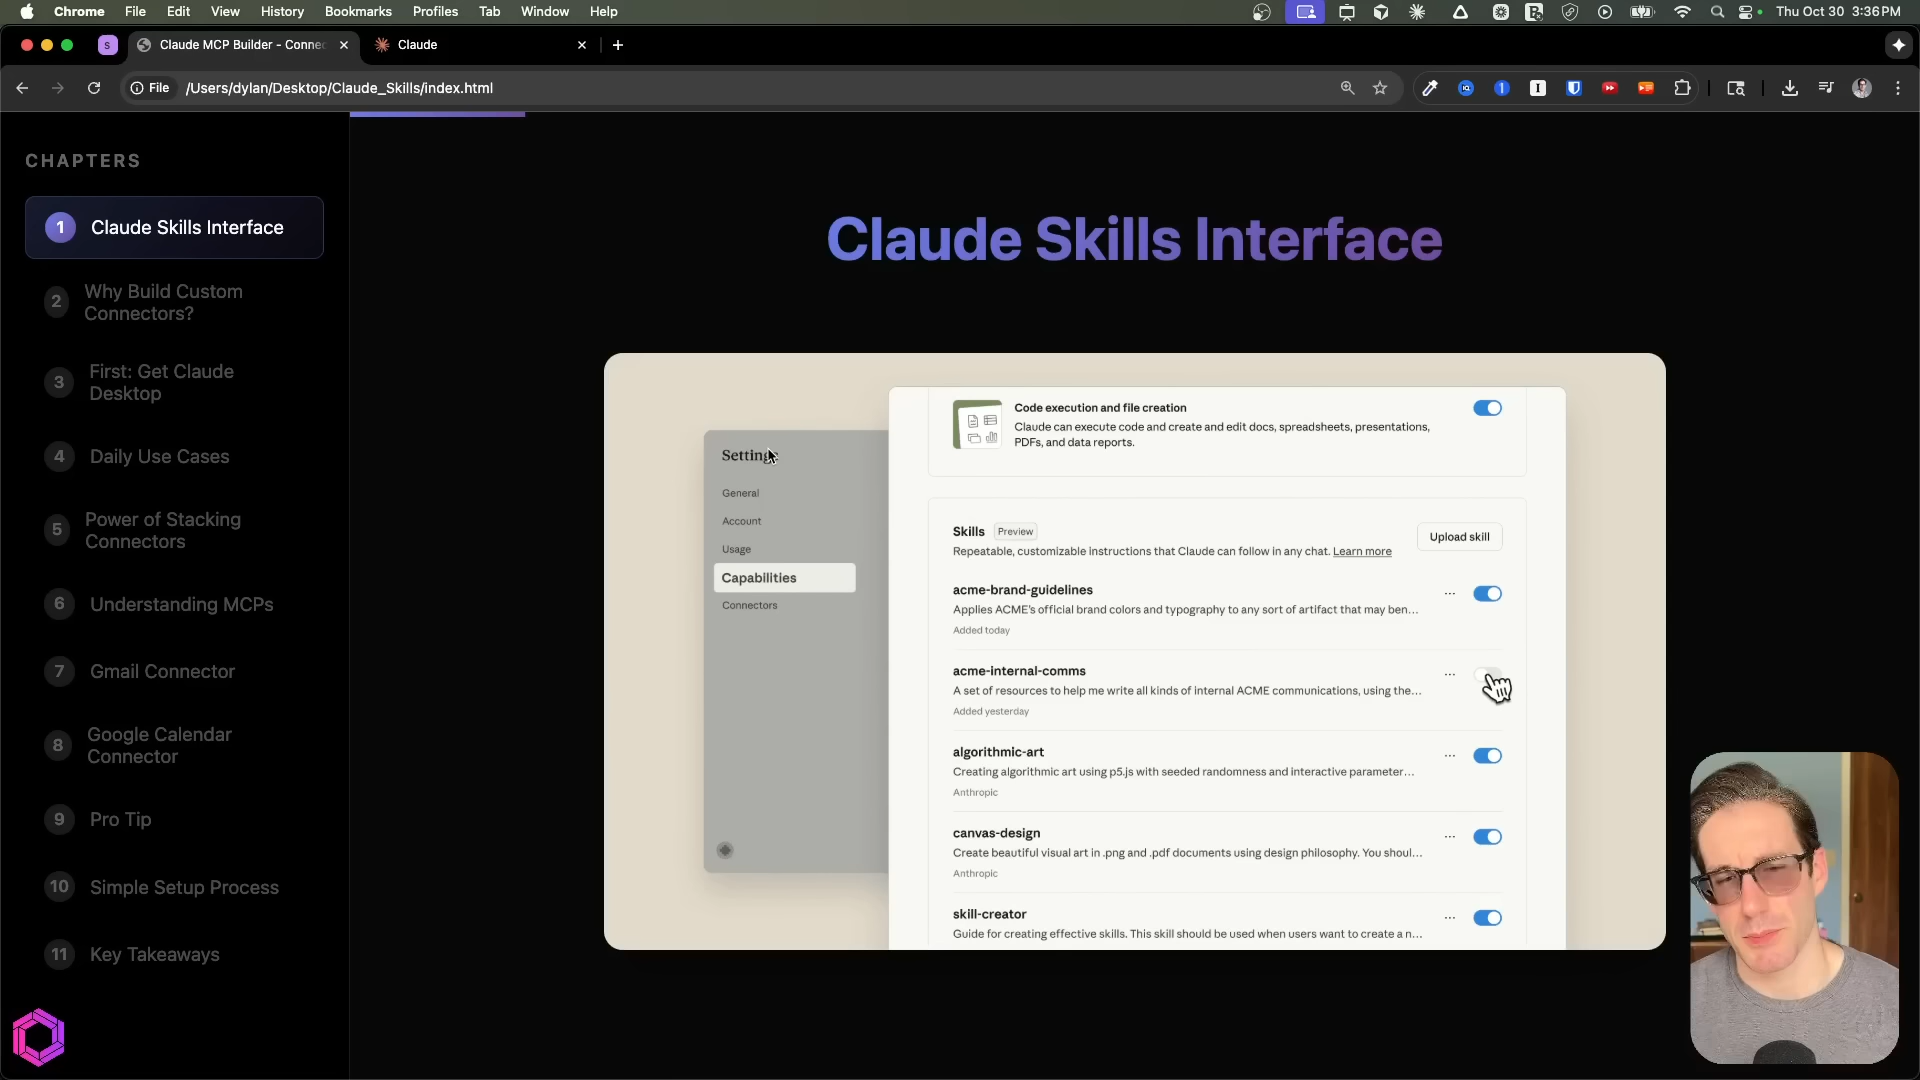 Chrome File Edit View History Bookmarks Profiles Tab Window Help
Thu Oct 30 3:36 PM
Claude MCP Builder - Connec
Claude
File /Users/dylan/Desktop/Claude_Skills/index.html
CHAPTERS
1 Claude Skills Interface
2 Why Build Custom
Connectors?
3 First: Get Claude
Desktop
4 Daily Use Cases
5 Power of Stacking
Connectors
6 Understanding MCPs
7 Gmail Connector
8 Google Calendar
Connector
9 Pro Tip
10 Simple Setup Process
11 Key Takeaways
Claude Skills Interface
Settings
General
Account
Usage
Capabilities
Connectors
Code execution and file creation
Claude can execute code and create and edit docs, spreadsheets, presentations,
PDFs, and data reports.
Skills Preview
Upload skill
Repeatable, customizable instructions that Claude can follow in any chat. Learn more
acme-brand-guidelines
Applies ACME's official brand colors and typography to any sort of artifact that may ben...
Added today
acme-internal-comms
A set of resources to help me write all kinds of internal ACME communications, using the...
Added yesterday
algorithmic-art
Creating algorithmic art using p5.js with seeded randomness and interactive parameter...
Anthropic
canvas-design
Create beautiful visual art in .png and .pdf documents using design philosophy. You shoul...
Anthropic
skill-creator
Guide for creating effective skills. This skill should be used when users want to create a n...